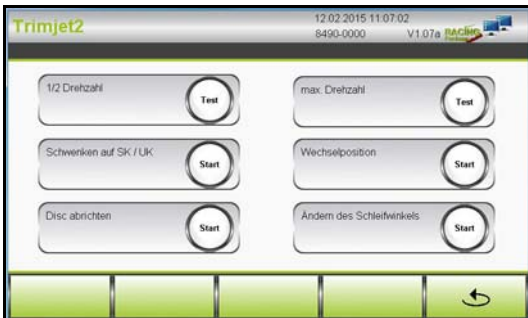 Trimjet2
12.02.2015 11:07:02
8490-0000 V1.07a RACING
1/2 Drehzahl Test
max. Drehzahl Test
Schwenken auf SK / UK Start
Wechselposition Start
Disc abrichten Start
Ändern des Schleifwinkels Start